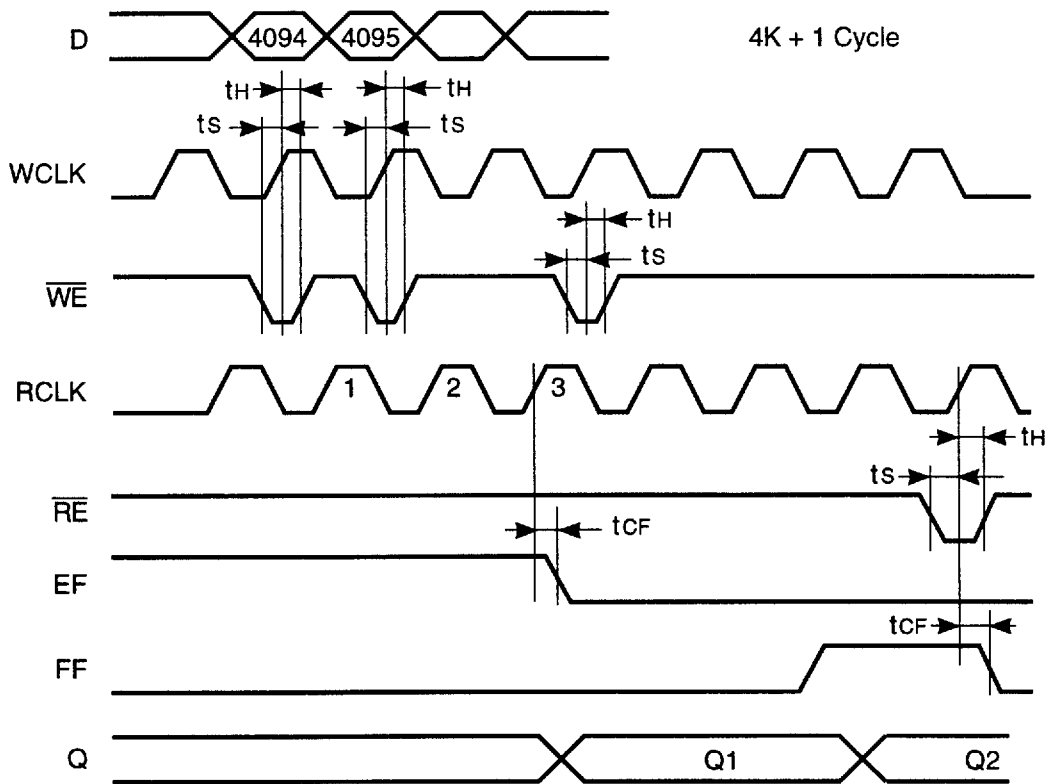 D 4094 4095 4K + 1 Cycle
tH tH
ts ts
WCLK
tH
ts
WE
RCLK 1 2 3
tH
ts
RE
tCF
EF
tCF
FF
Q Q1 Q2